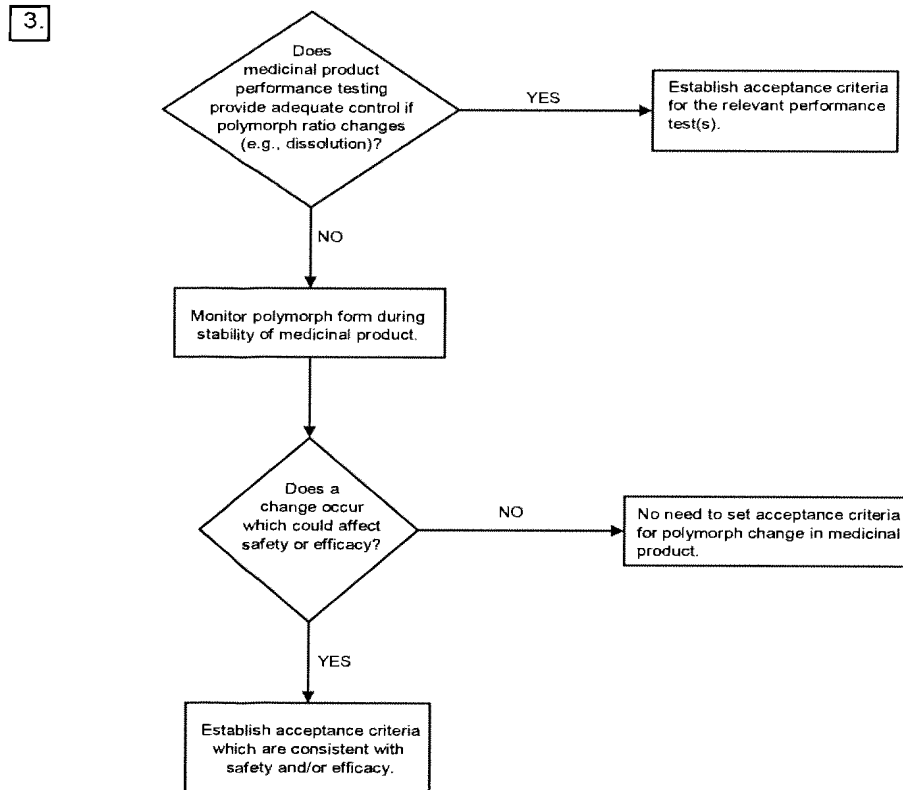 3.
Does
medicinal product
performance testing
provide adequate control if
polymorph ratio changes
(e.g., dissolution)?
YES
Establish acceptance criteria
for the relevant performance
test(s).
NO
Monitor polymorph form during
stability of medicinal product.
Does a
change occur
which could affect
safety or efficacy?
NO
No need to set acceptance criteria
for polymorph change in medicinal
product.
YES
Establish acceptance criteria
which are consistent with
safety and/or efficacy.